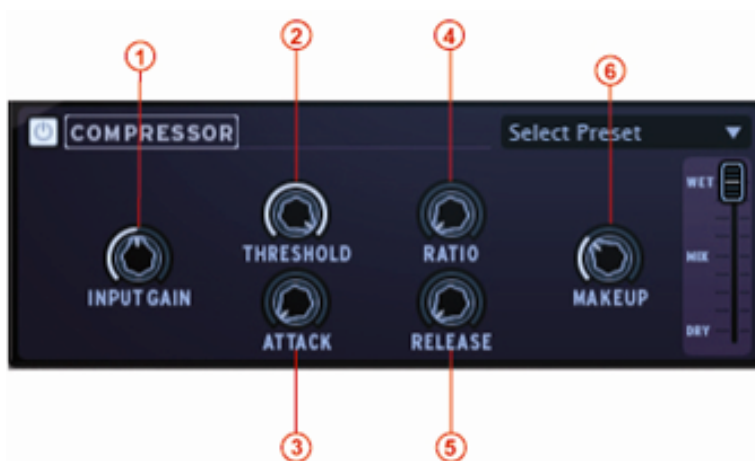 2 4
1 6
COMPRESSOR Select Preset
WET
THRESHOLD RATIO
MIX
INPUT GAIN MAKEUP
DRY
ATTACK RELEASE
3 5